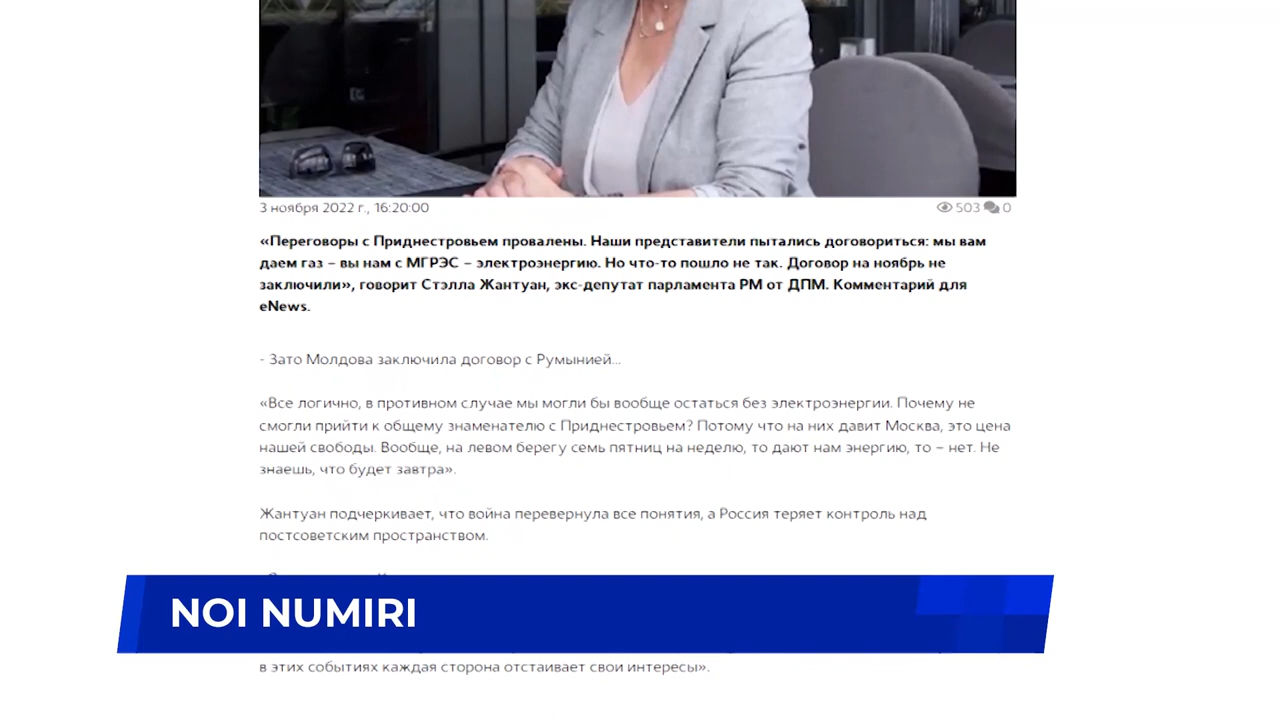 3 ноября 2022 г., 16:20:00
503 0
«Переговоры с Приднестровьем провалены. Наши представители пытались договориться: мы вам
даем газ – вы нам с МГРЭС – электроэнергию. Но что-то пошло не так. Договор на ноябрь не
заключили», говорит Стэлла Жантуан, экс-депутат парламента РМ от ДПМ. Комментарий для
eNews.
- Зато Молдова заключила договор с Румынией...
«Все логично, в противном случае мы могли бы вообще остаться без электроэнергии. Почему не
смогли прийти к общему знаменателю с Приднестровьем? Потому что на них давит Москва, это цена
нашей свободы. Вообще, на левом берегу семь пятниц на неделю, то дают нам энергию, то – нет. Не
знаешь, что будет завтра».
Жантуан подчеркивает, что война перевернула все понятия, а Россия теряет контроль над
постсоветским пространством.
NOI NUMIRI
в этих событиях каждая сторона отстаивает свои интересы».